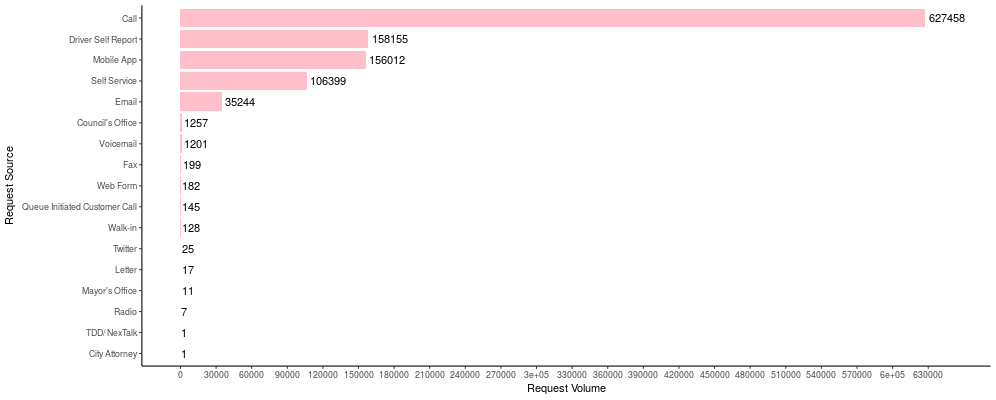 Call
627458
Driver Self Report
158155
Mobile App
156012
Self Service
106399
Email
35244
Council's Office
1257
Voicemail
1201
Fax
199
Web Form
182
Queue Initiated Customer Call
145
Walk-in
128
Twitter
25
Letter
17
Mayor's Office
11
Radio
7
TDD/NexTalk
1
City Attorney
1
Request Source
0 30000 60000 90000 120000 150000 180000 210000 240000 270000 3e+05 330000 360000 390000 420000 450000 480000 510000 540000 570000 6e+05 630000
Request Volume